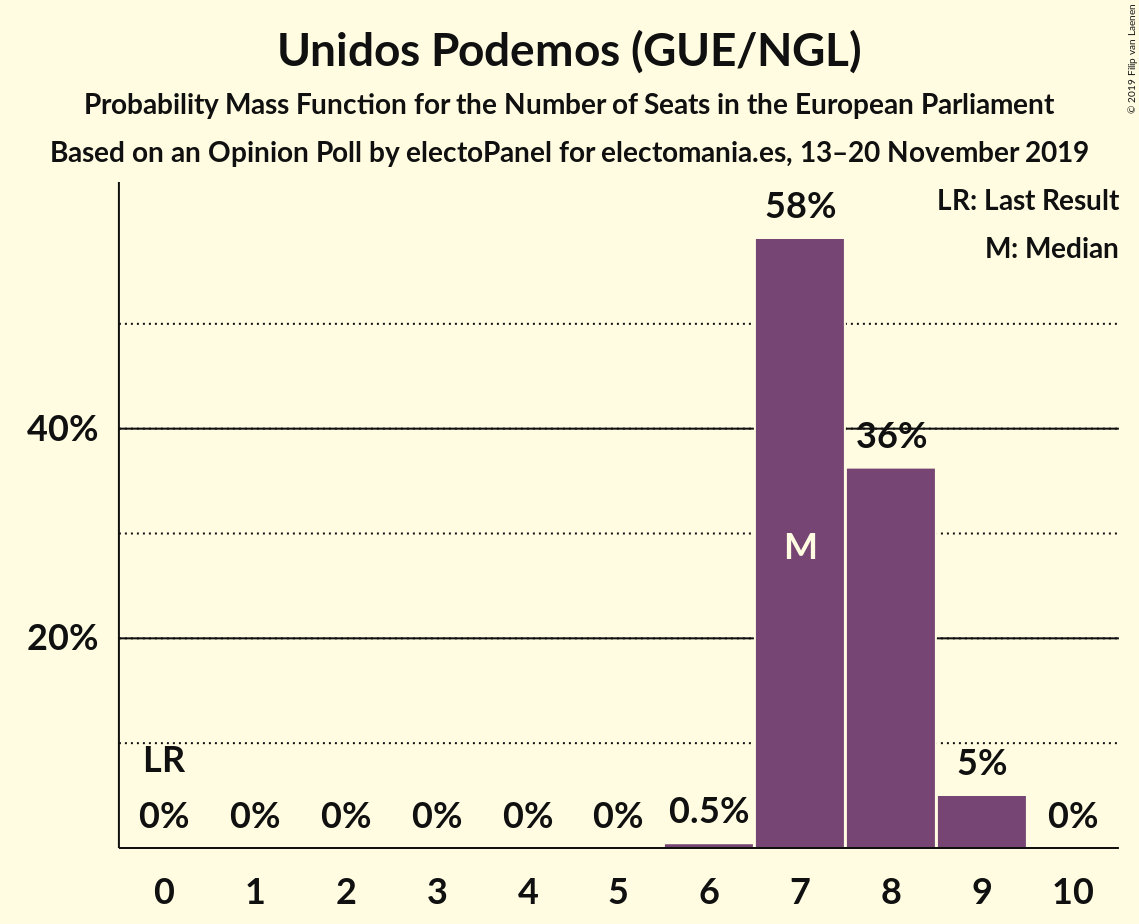 Unidos Podemos (GUE/NGL)
Probability Mass Function for the Number of Seats in the European Parliament
Based on an Opinion Poll by electoPanel for electomania.es, 13–20 November 2019
© 2019 Filip van Laenen
LR: Last Result
M: Median
58%
40%
36%
M
20%
LR
5%
0% 0% 0% 0% 0% 0% 0.5% 0%
0 1 2 3 4 5 6 7 8 9 10